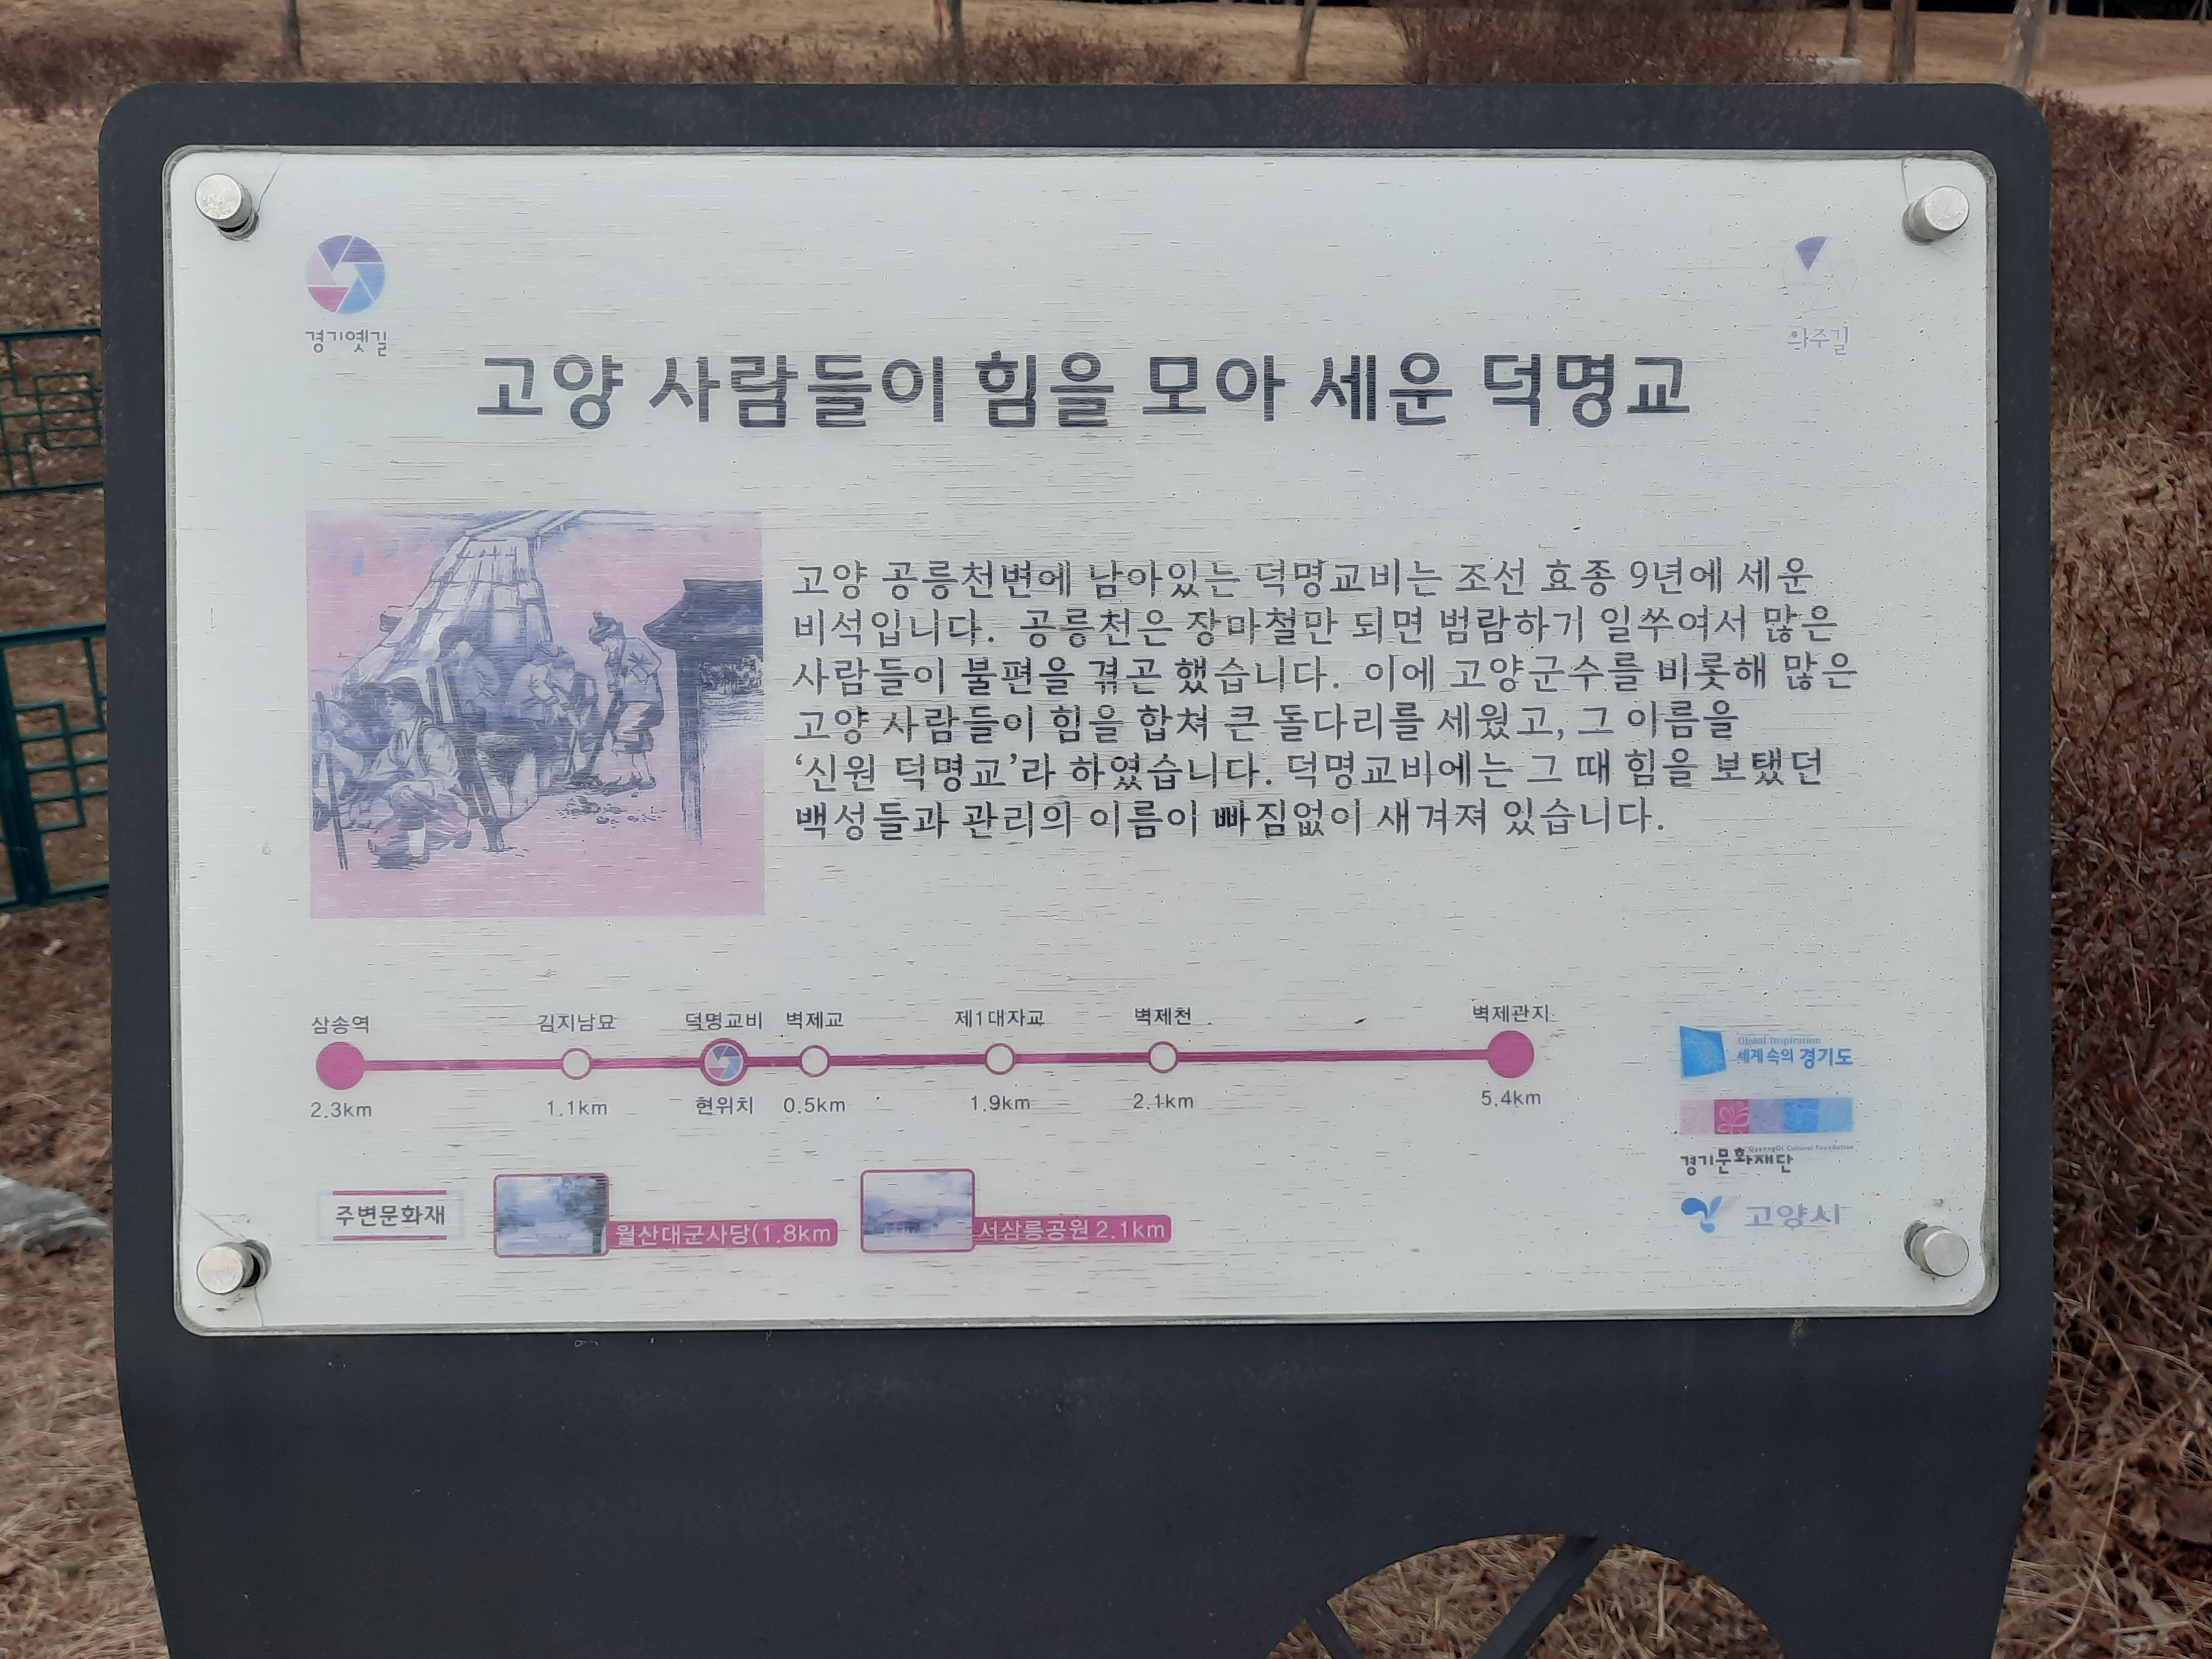 경기옛길
의주길
고양 사람들이 힘을 모아 세운 덕명교
고양 공릉천변에 남아있는 덕명교비는 조선 효종 9년에 세운
비석입니다. 공릉천은 장마철만 되면 범람하기 일쑤여서 많은
사람들이 불편을 겪곤 했습니다. 이에 고양군수를 비롯해 많은
고양 사람들이 힘을 합쳐 큰 돌다리를 세웠고, 그 이름을
‘신원 덕명교’라 하였습니다. 덕명교비에는 그 때 힘을 보탰던
백성들과 관리의 이름이 빠짐없이 새겨져 있습니다.
삼송역 김지남묘 덕명교비 벽제교 제1대자교 벽제천 벽제관지
2.3km 1.1km 현위치 0.5km 1.9km 2.1km 5.4km
Global Inspiration
세계속의 경기도
GyeongGi Cultural Foundation
경기문화재단
고양시
주변문화재
월산대군사당(1.8km
서삼릉공원 2.1km